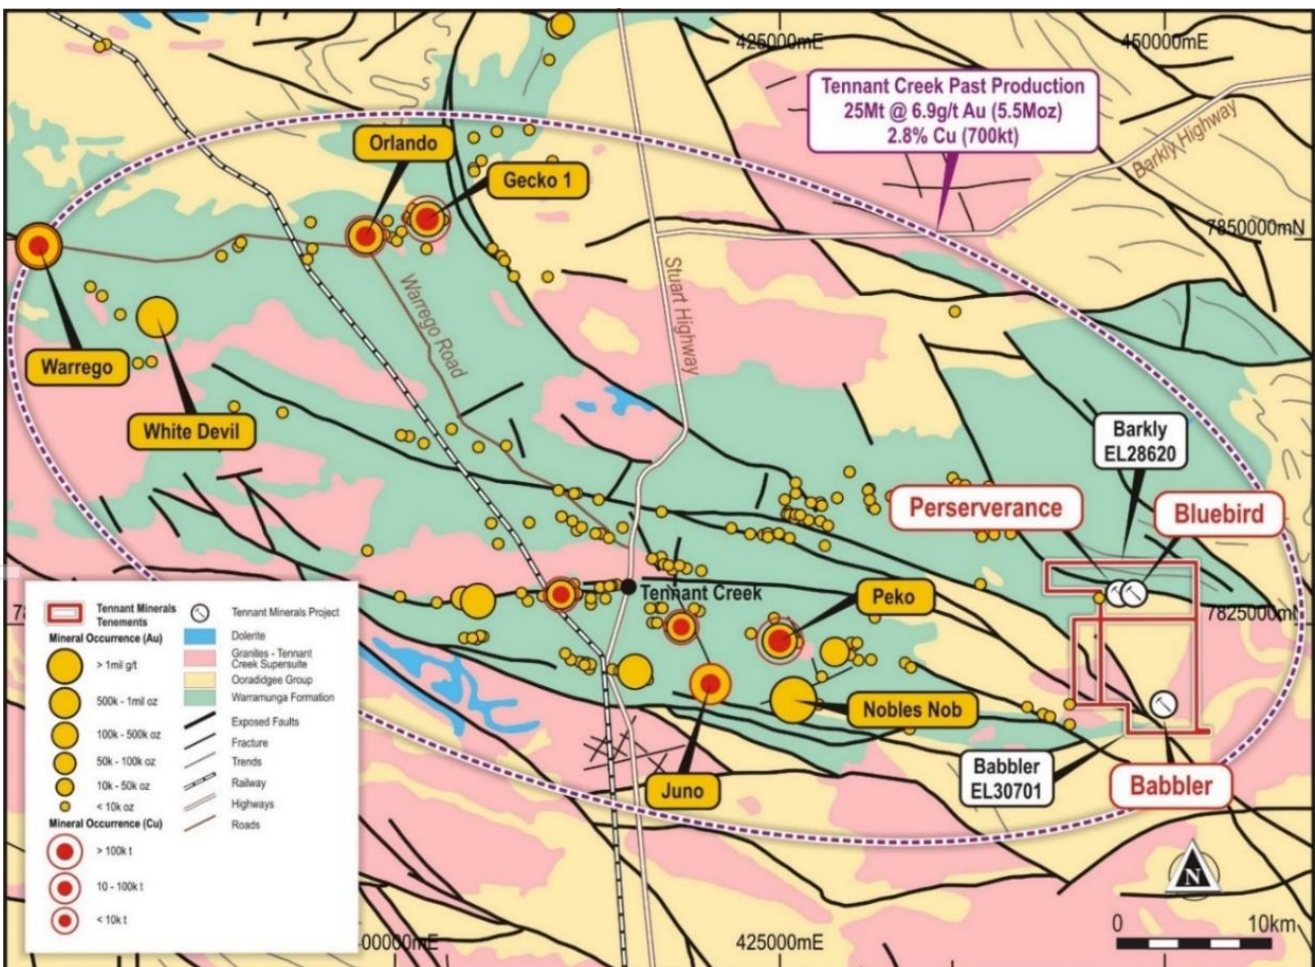 425000mE
450000mE
Tennant Creek Past Production
25Mt @ 6.9g/t Au (5.5Moz)
2.8% Cu (700kt)
Barkly Highway
Orlando
Gecko 1
7850000mN
Stuart Highway
Warrego Road
Warrego
White Devil
Barkly
EL28620
Perserverance
Bluebird
Tennant Creek
Peko
7825000m
Nobles Nob
Juno
Babbler
EL30701
Babbler
Tennant Minerals
Tenements
Tennant Minerals Project
Mineral Occurrence (Au)
> 1mil g/t
500k - 1mil oz
100k - 500k oz
50k - 100k oz
10k - 50k oz
< 10k oz
Mineral Occurrence (Cu)
> 100k t
10 - 100k t
< 10k t
Dolerite
Granites - Tennant
Creek Supersuite
Ooradidgee Group
Warramunga Formation
Exposed Faults
Fracture
Trends
Railway
Highways
Roads
00000mE
425000mE
N
0 10km